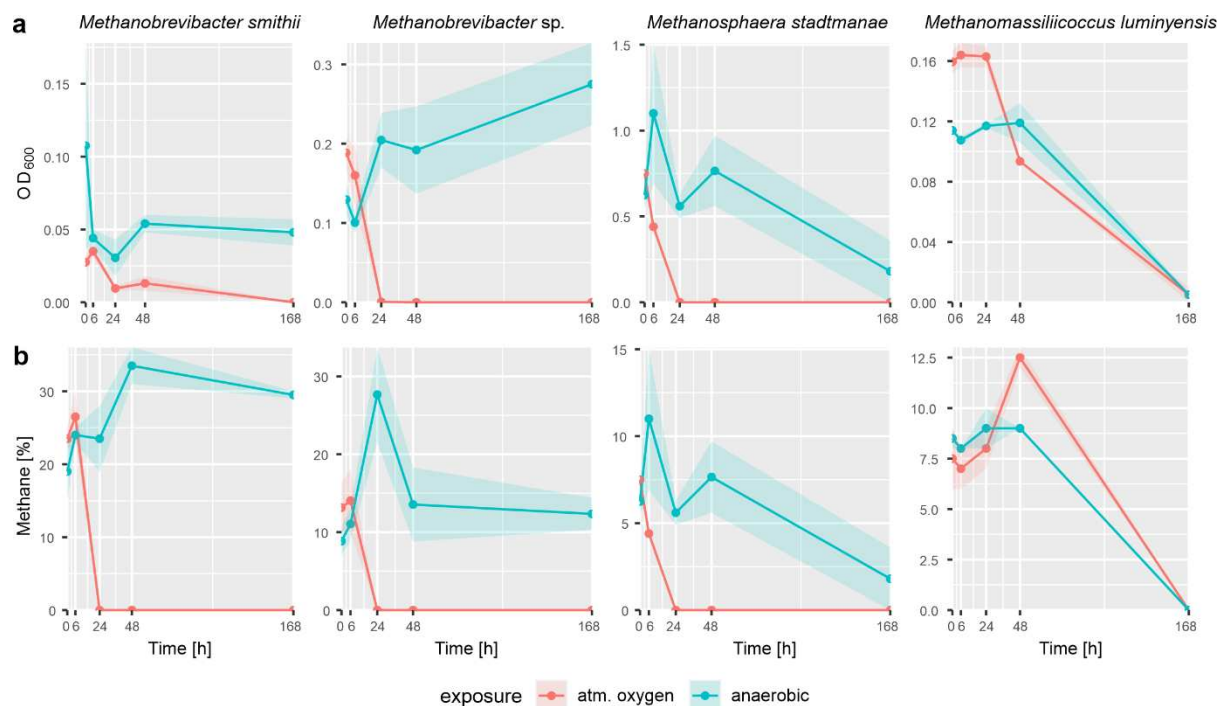 Methanobrevibacter smithii Methanobrevibacter sp. Methanosphaera stadtmanae Methanomassiliicoccus luminyensis
a
OD600
0.15
0.10
0.05
0.00
0 6 24 48 168
0.3
0.2
0.1
0.0
0 6 24 48 168
1.5
1.0
0.5
0.0
0 6 24 48 168
0.16
0.12
0.08
0.04
0.00
0 6 24 48 168
b
Methane [%]
30
20
10
0
0 6 24 48 168
Time [h]
30
20
10
0
0 6 24 48 168
Time [h]
15
10
5
0
0 6 24 48 168
Time [h]
12.5
10.0
7.5
5.0
2.5
0.0
0 6 24 48 168
Time [h]
exposure atm. oxygen anaerobic